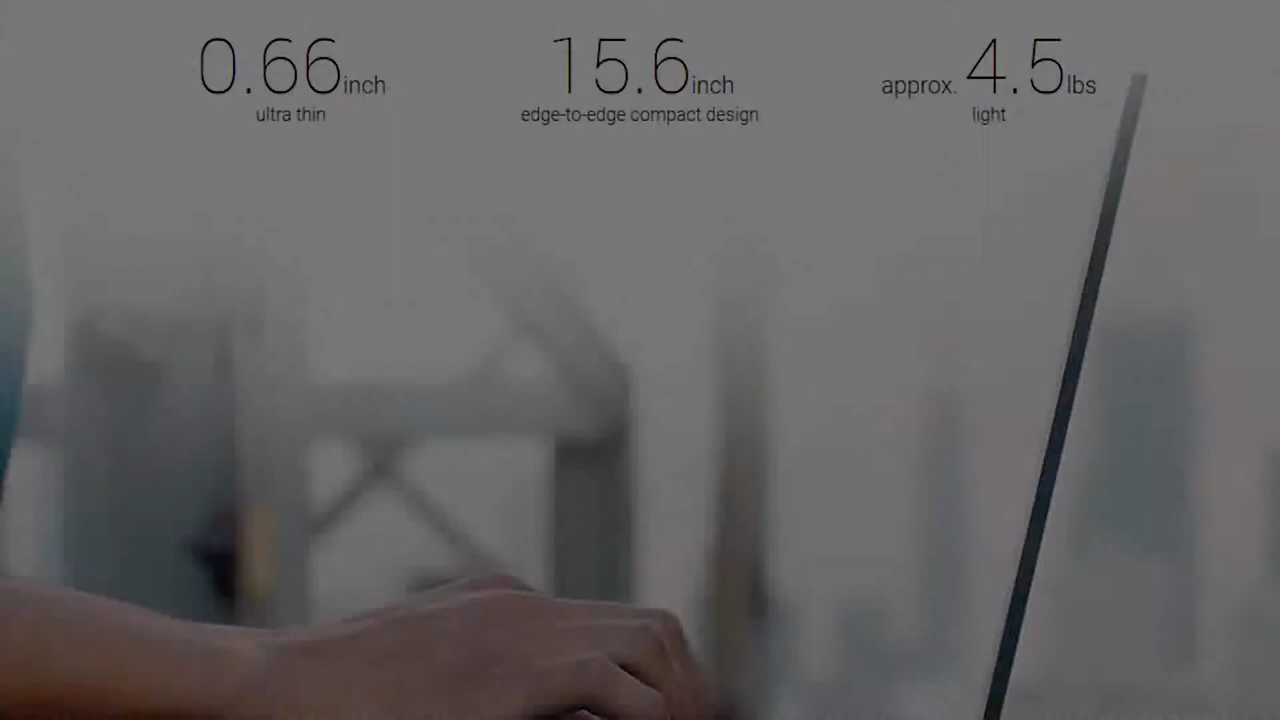 0.66inch 15.6inch approx. 4.5lbs
ultra thin edge-to-edge compact design light